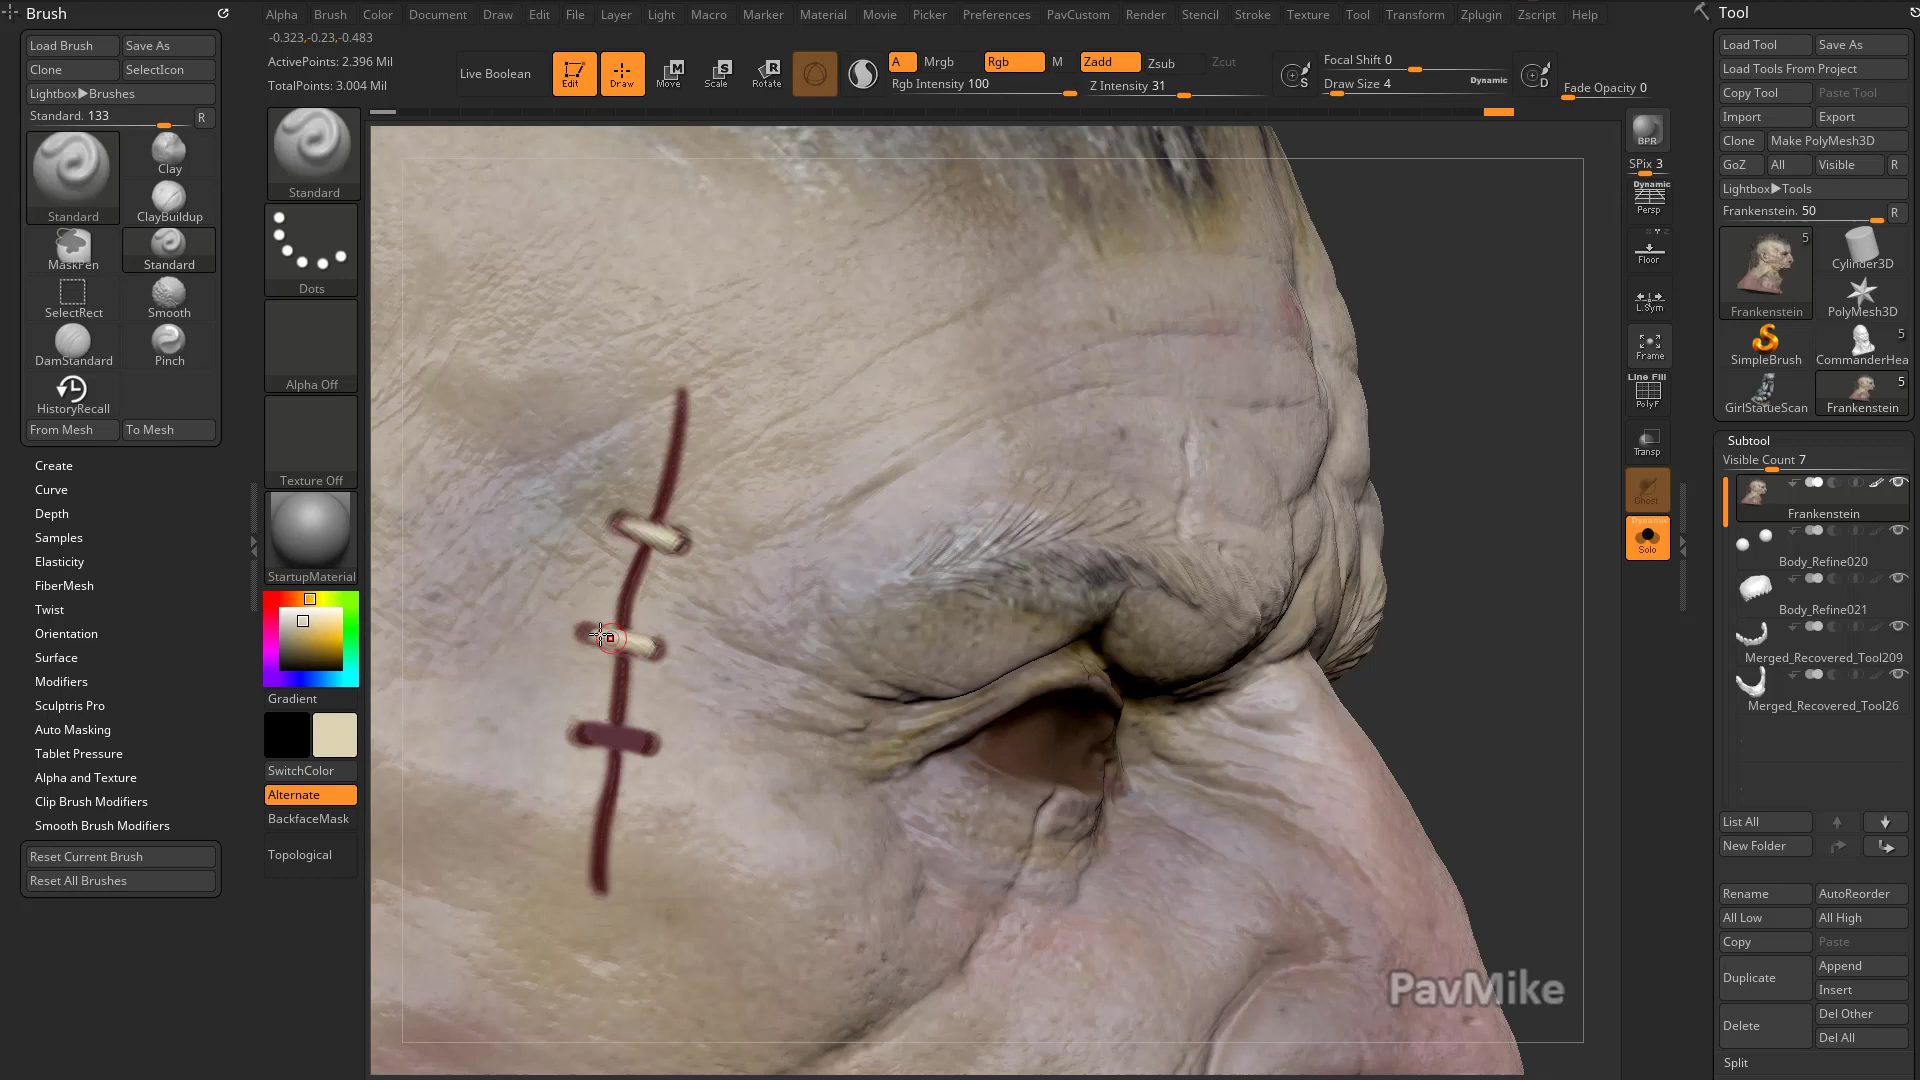 Brush
Alpha Brush Color Document Draw Edit File Layer Light Macro Marker Material Movie Picker Preferences PavCustom Render Stencil Stroke Texture Tool Transform Zplugin Zscript Help
Tool
-0.323,-0.23,-0.483
ActivePoints: 2.396 Mil
TotalPoints: 3.004 Mil
Live Boolean
Edit
Draw
Move
Scale
Rotate
A Mrgb Rgb M Zadd Zsub Zcut
Rgb Intensity 100
Z Intensity 31
S
Focal Shift 0
Draw Size 4
Dynamic
D
Fade Opacity 0
Load Brush Save As
Clone SelectIcon
Lightbox▶Brushes
Standard. 133 R
Standard
Clay
ClayBuildup
MaskPen Standard
SelectRect Smooth
DamStandard Pinch
HistoryRecall
From Mesh To Mesh
Create
Curve
Depth
Samples
Elasticity
FiberMesh
Twist
Orientation
Surface
Modifiers
Sculptris Pro
Auto Masking
Tablet Pressure
Alpha and Texture
Clip Brush Modifiers
Smooth Brush Modifiers
Reset Current Brush
Reset All Brushes
Standard
Dots
Alpha Off
Texture Off
StartupMaterial
Gradient
SwitchColor
Alternate
BackfaceMask
Topological
PavMike
BPR
SPix 3
Dynamic
Persp
Floor
L.Sym
Frame
Line Fill
PolyF
Transp
Ghost
Dynamic
Solo
Load Tool Save As
Load Tools From Project
Copy Tool Paste Tool
Import Export
Clone Make PolyMesh3D
GoZ All Visible R
Lightbox▶Tools
Frankenstein. 50 R
5
Frankenstein
Cylinder3D
PolyMesh3D
SimpleBrush
5
CommanderHea
GirlStatueScan
5
Frankenstein
Subtool
Visible Count 7
Frankenstein
Body_Refine020
Body_Refine021
Merged_Recovered_Tool209
Merged_Recovered_Tool26
List All
New Folder
Rename AutoReorder
All Low All High
Copy Paste
Duplicate Append
Insert
Delete Del Other
Del All
Split